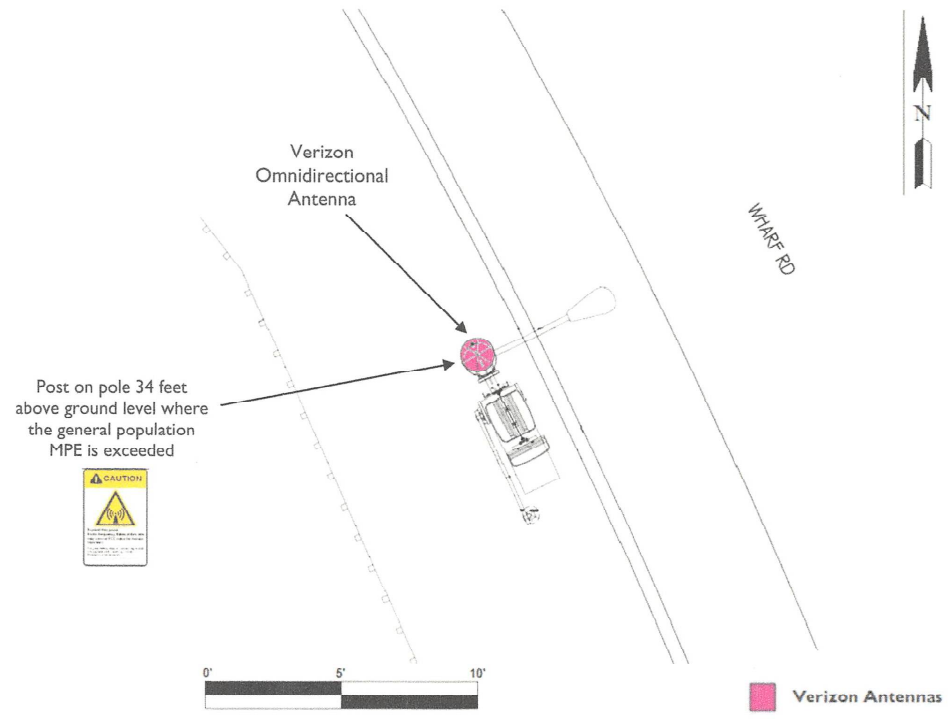 Verizon
Omnidirectional
Antenna
N
WHARF RD
Post on pole 34 feet
above ground level where
the general population
MPE is exceeded
CAUTION
0'
5'
10'
Verizon Antennas